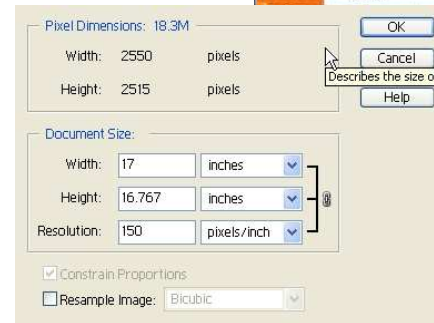 Pixel Dimensions: 18.3M
OK
Width: 2550 pixels
Cancel
Describes the size o
Height: 2515 pixels
Help
Document Size:
Width: 17 inches
Height: 16.767 inches
Resolution: 150 pixels/inch
Constrain Proportions
Resample Image: Bicubic